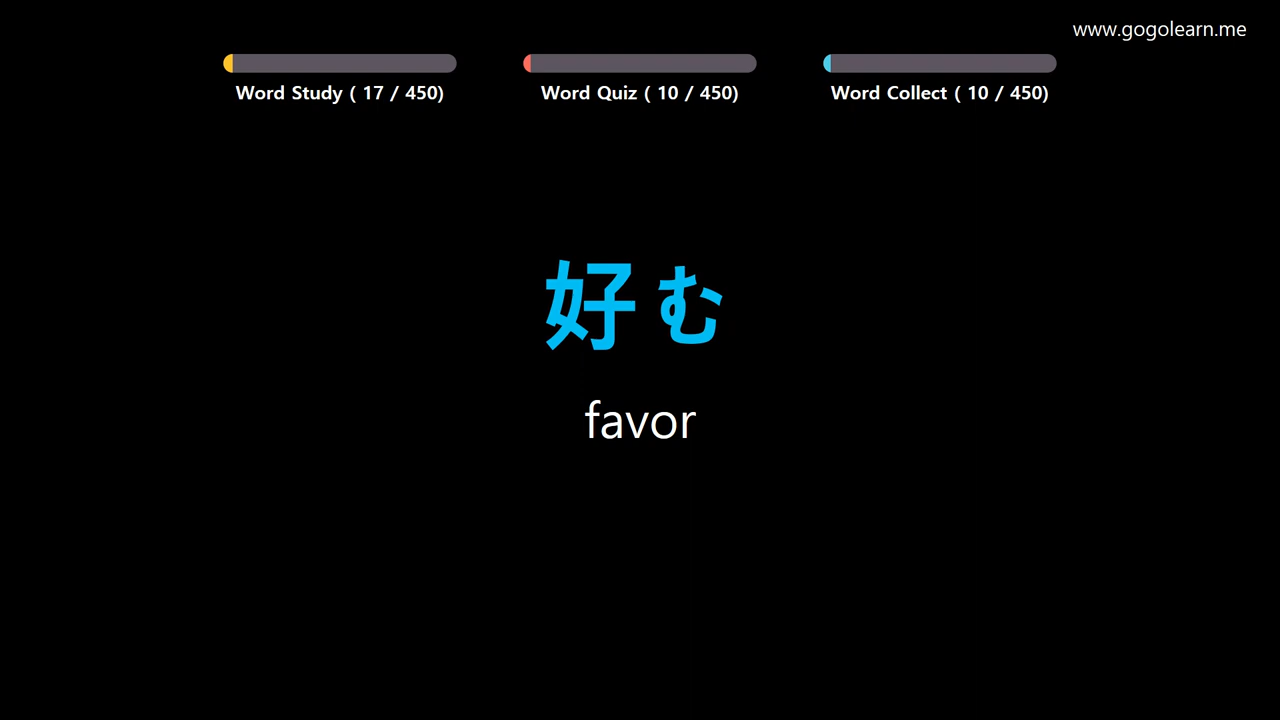 www.gogolearn.me
Word Study ( 17 / 450)
Word Quiz ( 10 / 450)
Word Collect ( 10 / 450)
好む
favor